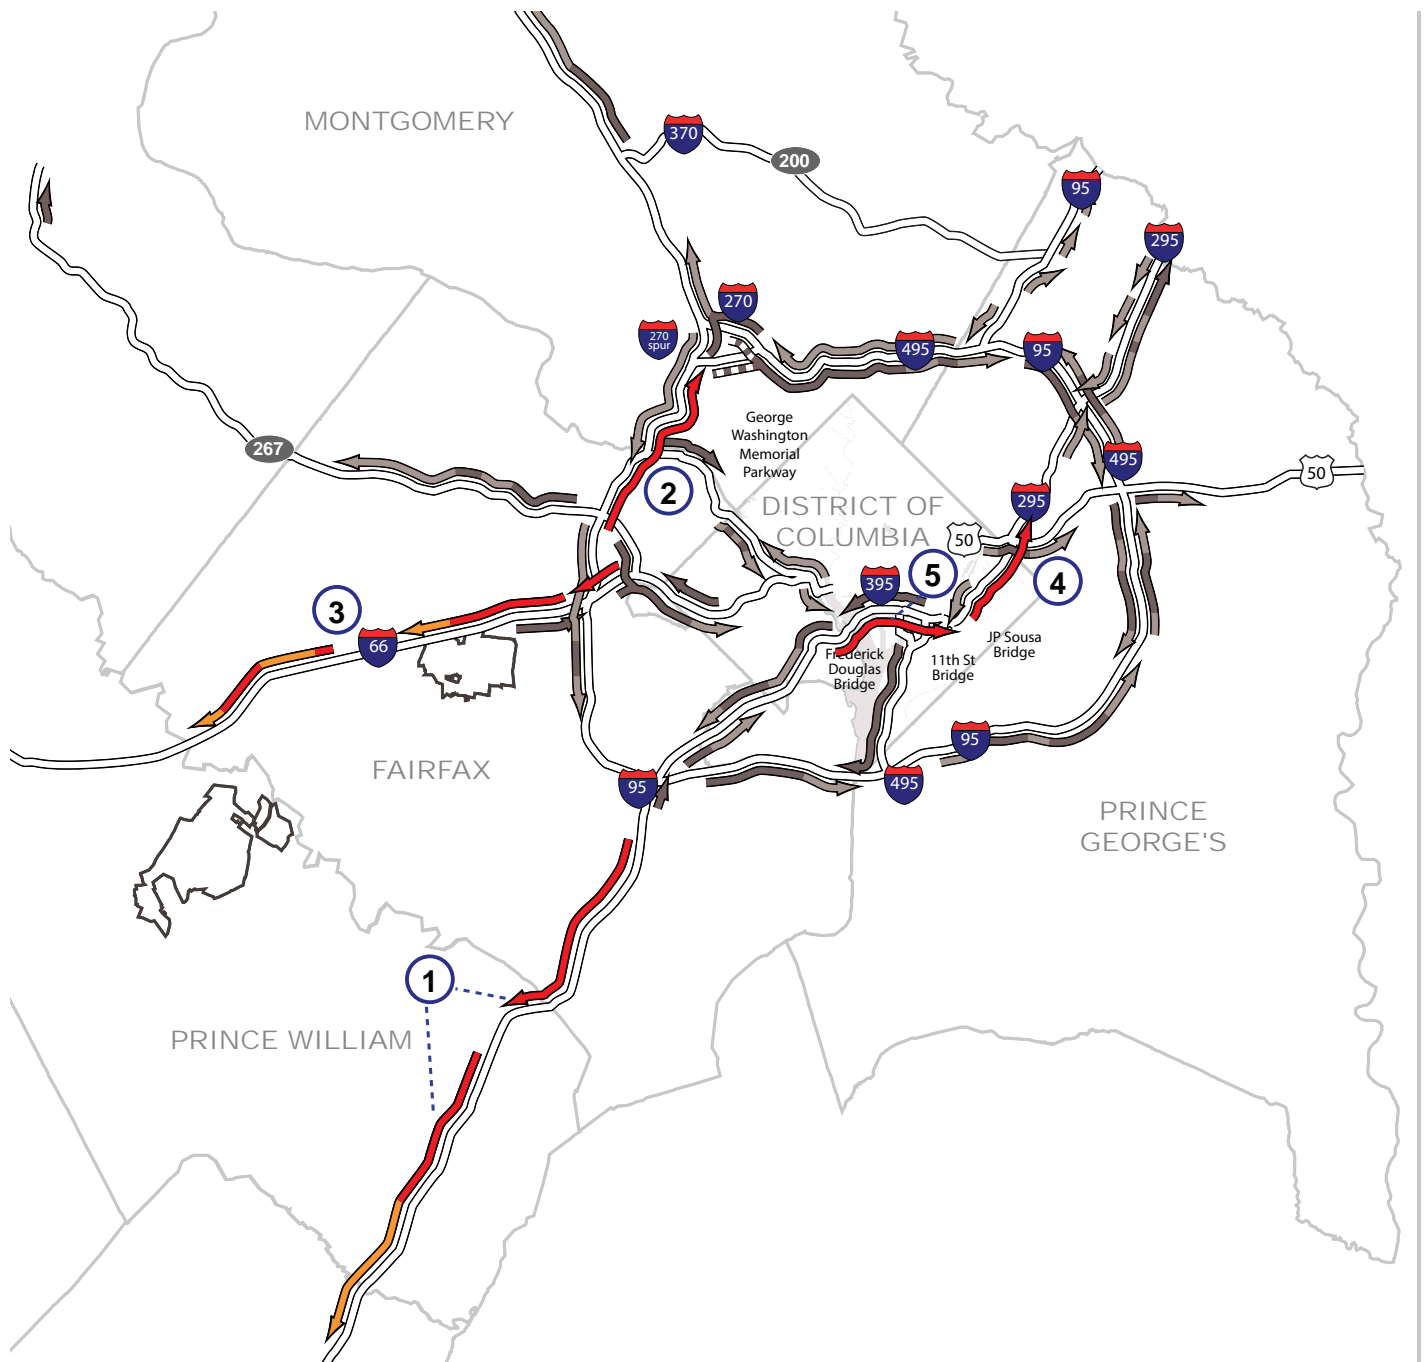 MONTGOMERY
370
200
95
295
270
270
spur
495
95
George
Washington
Memorial
Parkway
267
495
50
2
DISTRICT OF
COLUMBIA
295
50
5
395
4
3
66
JP Sousa
Bridge
Frederick
Douglas
Bridge
11th St
Bridge
95
FAIRFAX
95
495
PRINCE
GEORGE'S
1
PRINCE WILLIAM